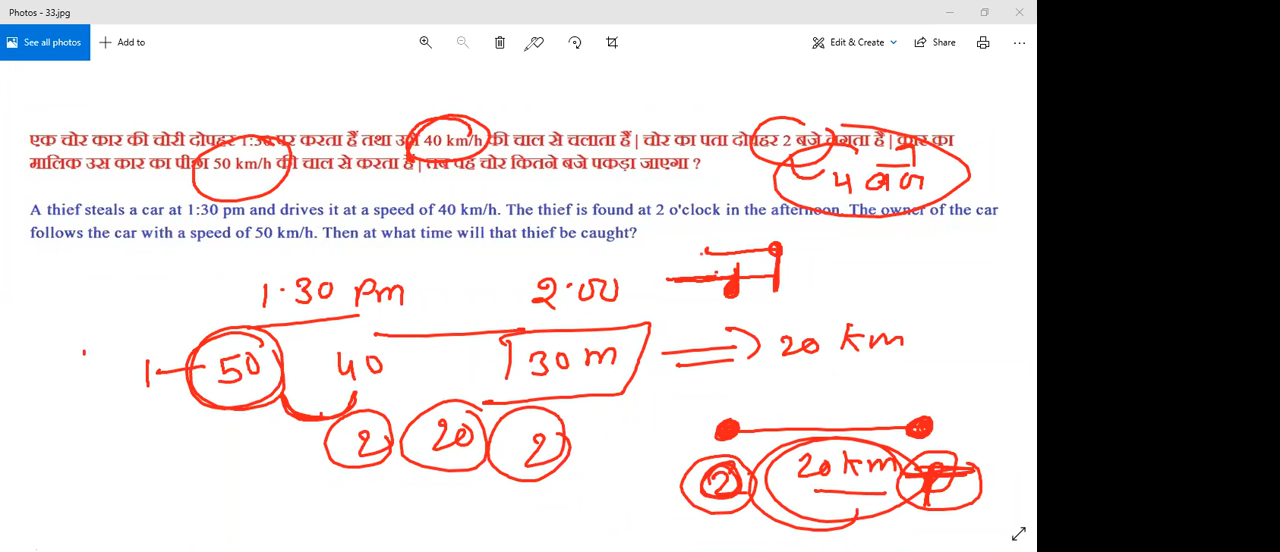 Photos - 33.jpg
See all photos + Add to Edit & Create Share
एक चोर कार की चोरी दोपहर 1:30 पर करता हैं तथा उसे 40 km/h की चाल से चलाता हैं | चोर का पता दोपहर 2 बजे लगता हैं | कार का
मालिक उस कार का पीछा 50 km/h की चाल से करता हैं | तब वह चोर कितने बजे पकड़ा जाएगा ?
4 बजे
A thief steals a car at 1:30 pm and drives it at a speed of 40 km/h. The thief is found at 2 o'clock in the afternoon. The owner of the car
follows the car with a speed of 50 km/h. Then at what time will that thief be caught?
1.30 Pm 2.00
50 40 30 m 20 km
2 20 2
2 20 km